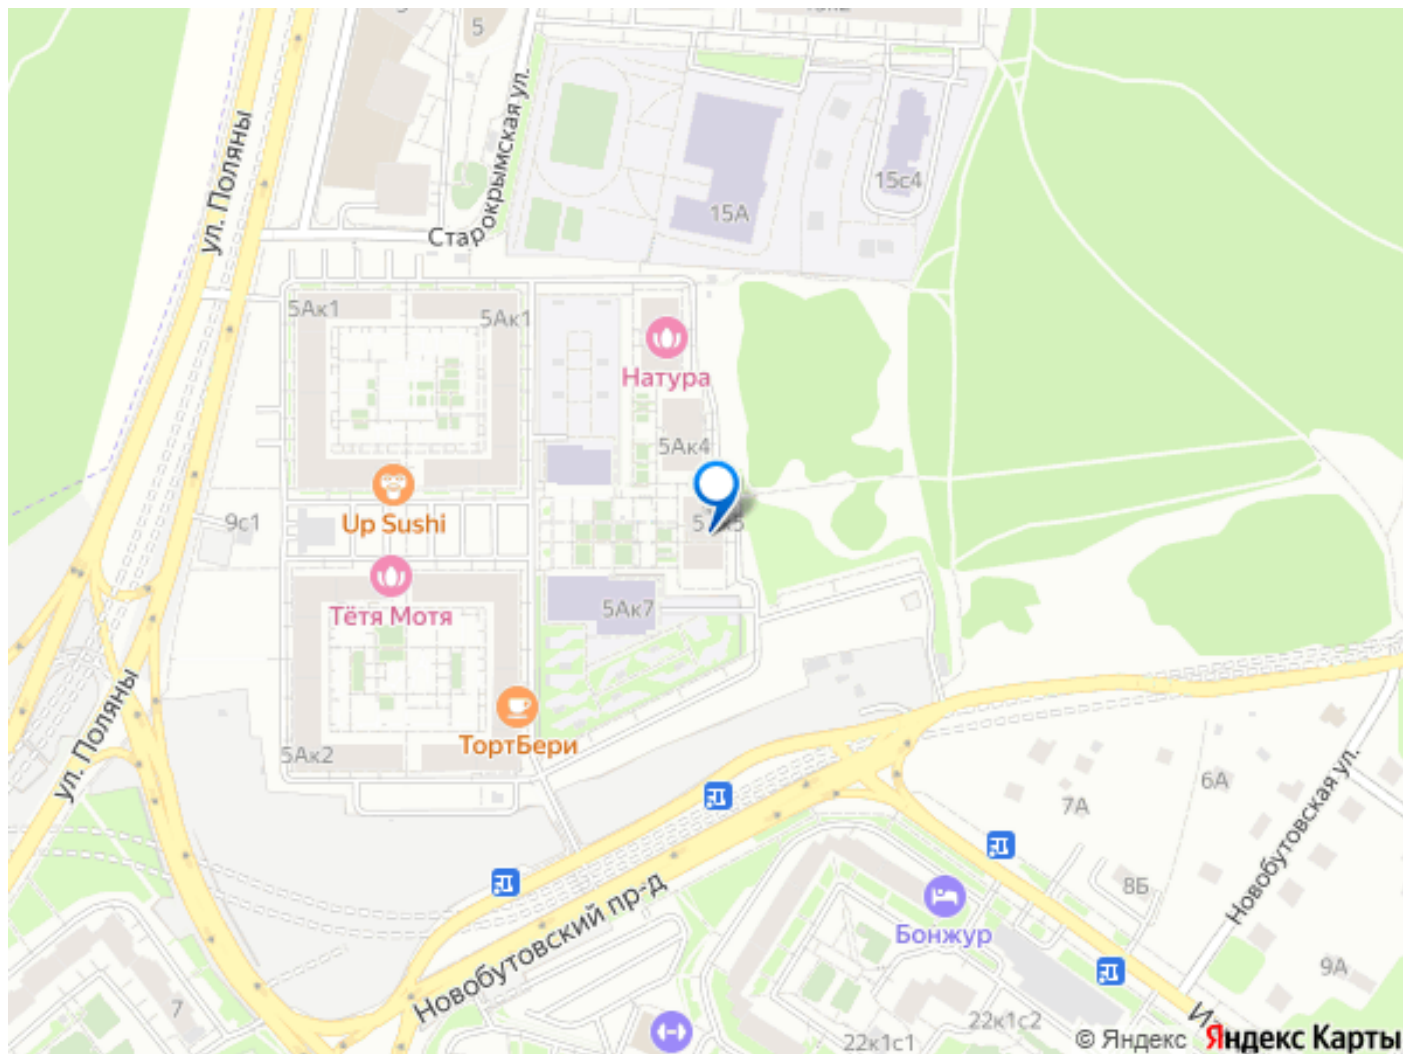 5
ул. Поляны
Старокрымская ул.
15с4
15А
5Ак1
5Ак1
Натура
5Ак4
Up Sushi
9с1
Тётя Мотя
5Ак7
ул. Поляны
ТортБери
5Ак2
6А
7А
Новобутовская ул.
8Б
Бонжур
Новобутовский пр-д
9А
7
22к1с2
22к1с1
© Яндекс Яндекс Карты